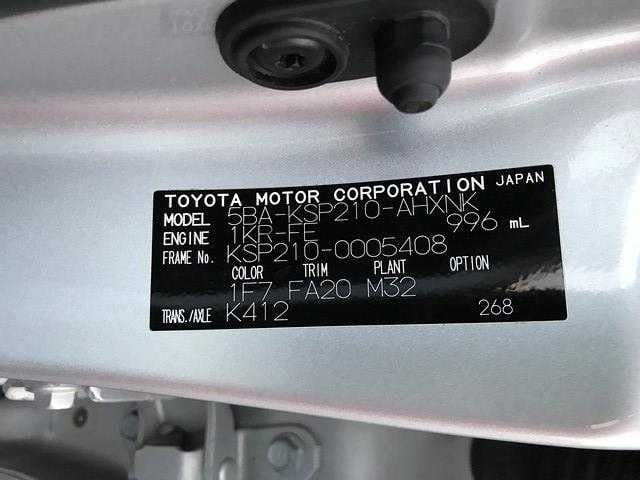 TOYOTA MOTOR CORPORATION JAPAN
MODEL 5BA-KSP210-AHXNK
ENGINE 1KR-FE 996 mL
FRAME No. KSP210-0005408
COLOR TRIM PLANT OPTION
1F7 FA20 M32
TRANS./AXLE K412 268